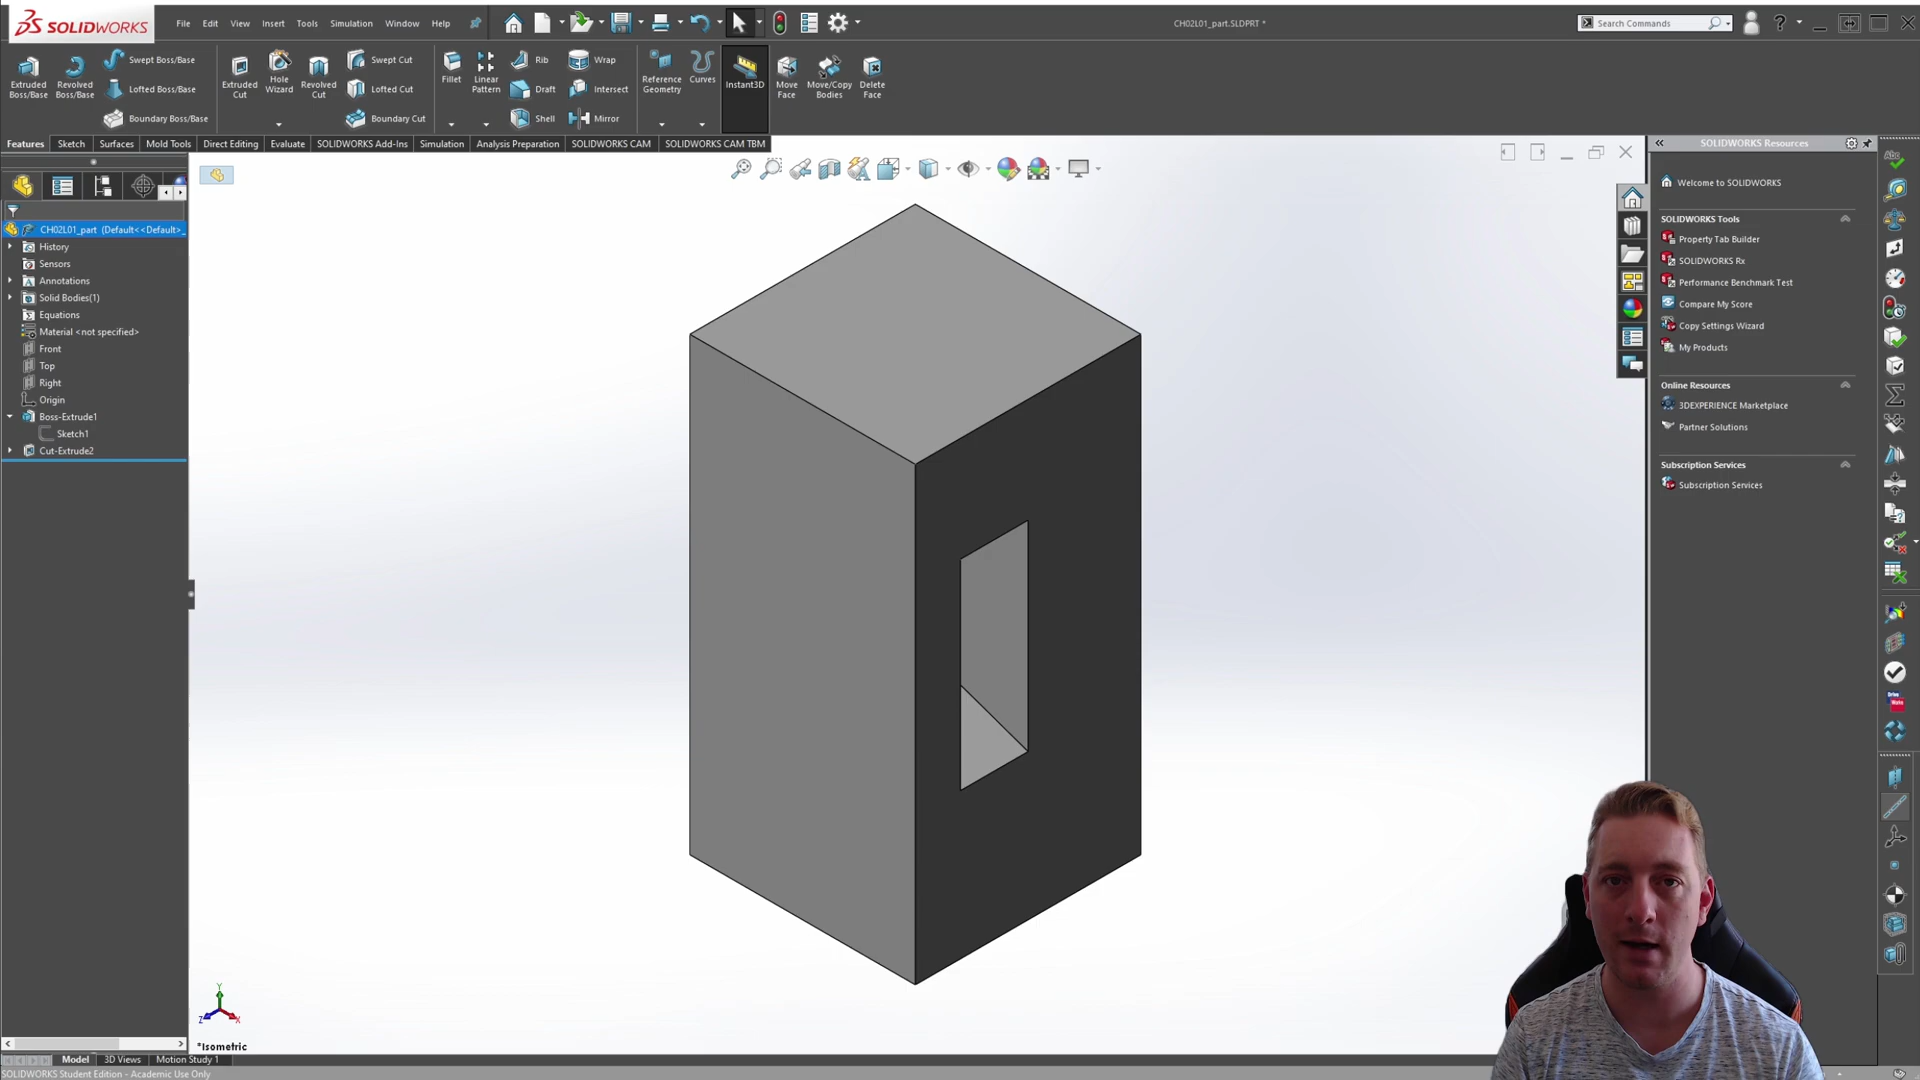 SOLIDWORKS
File Edit View Insert Tools Simulation Window Help
CH02L01_part.SLDPRT *
Search Commands
Extruded Boss/Base
Revolved Boss/Base
Swept Boss/Base
Lofted Boss/Base
Boundary Boss/Base
Extruded Cut
Hole Wizard
Revolved Cut
Swept Cut
Lofted Cut
Boundary Cut
Fillet
Linear Pattern
Rib
Draft
Shell
Wrap
Intersect
Mirror
Reference Geometry
Curves
Instant3D
Move Face
Move/Copy Bodies
Delete Face
Features Sketch Surfaces Mold Tools Direct Editing Evaluate SOLIDWORKS Add-Ins Simulation Analysis Preparation SOLIDWORKS CAM SOLIDWORKS CAM TBM
CH02L01_part (Default<<Default>_
History
Sensors
Annotations
Solid Bodies(1)
Equations
Material <not specified>
Front
Top
Right
Origin
Boss-Extrude1
Sketch1
Cut-Extrude2
Y
Z
X
*Isometric
Model 3D Views Motion Study 1
SOLIDWORKS Student Edition - Academic Use Only
SOLIDWORKS Resources
Welcome to SOLIDWORKS
SOLIDWORKS Tools
Property Tab Builder
SOLIDWORKS Rx
Performance Benchmark Test
Compare My Score
Copy Settings Wizard
My Products
Online Resources
3DEXPERIENCE Marketplace
Partner Solutions
Subscription Services
Subscription Services